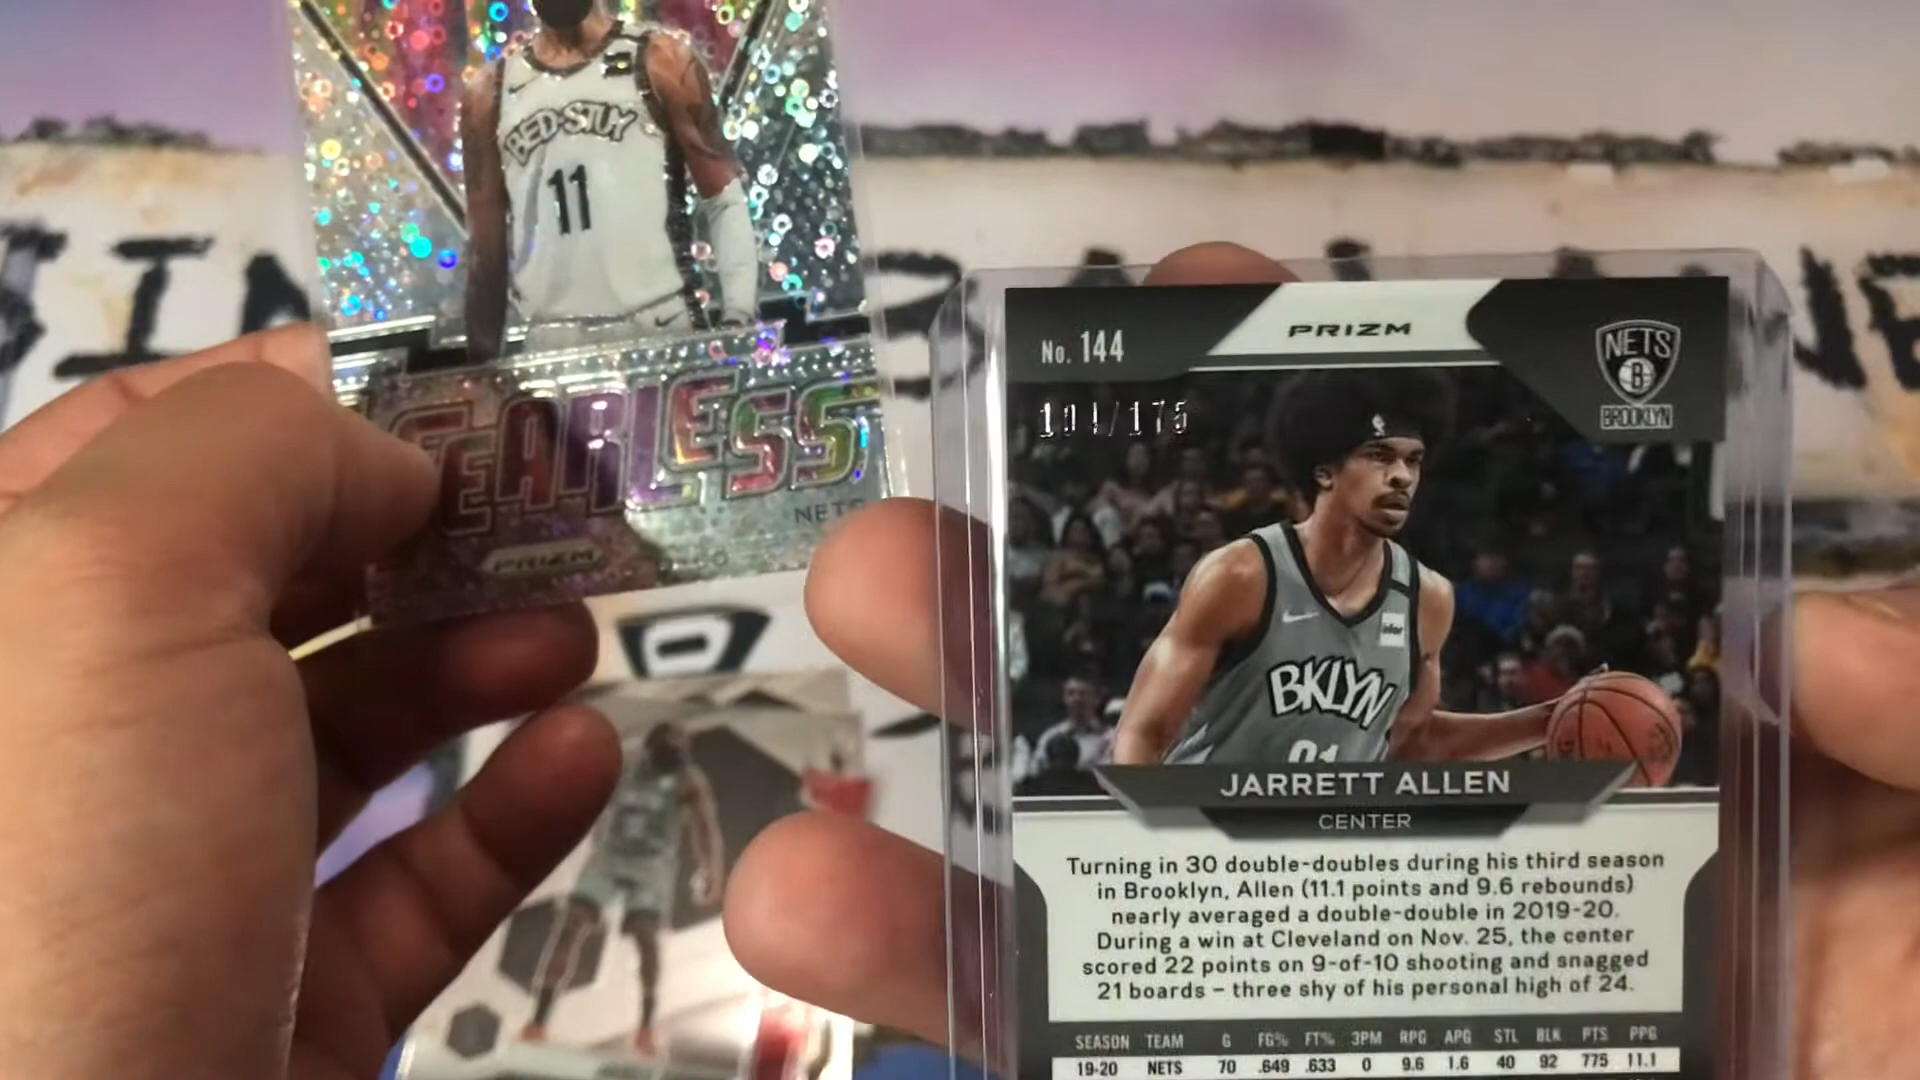 BED-STUY
11
FEARLESS
NETS
PRIZM
No. 144
PRIZM
NETS
B
BROOKLYN
BKLYN
JARRETT ALLEN
CENTER
Turning in 30 double-doubles during his third season
in Brooklyn, Allen (11.1 points and 9.6 rebounds)
nearly averaged a double-double in 2019-20.
During a win at Cleveland on Nov. 25, the center
scored 22 points on 9-of-10 shooting and snagged
21 boards – three shy of his personal high of 24.
SEASON TEAM G FG% FT% 3PM RPG APG STL BLK PTS PPG
19-20 NETS 70 .649 .633 0 9.6 1.6 40 92 775 11.1